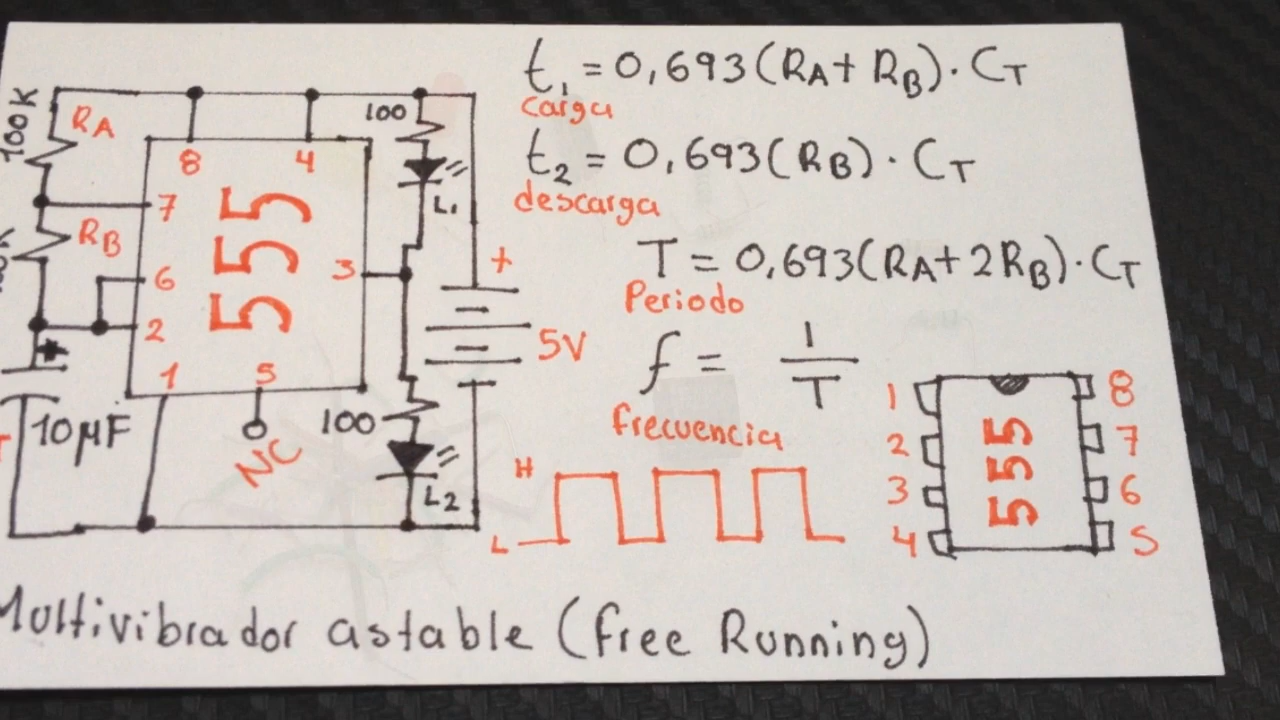 t₁ = 0,693(RA + RB) · CT
carga
t₂ = 0,693(RB) · CT
descarga
T = 0,693(RA + 2RB) · CT
Periodo
f = 1/T
frecuencia
100K
RA
RB
8
4
7
6
2
1
5
3
555
100
L1
+
5V
100
L2
NC
+
10µF
H
L
1
2
3
4
555
8
7
6
5
Multivibrador astable (free Running)